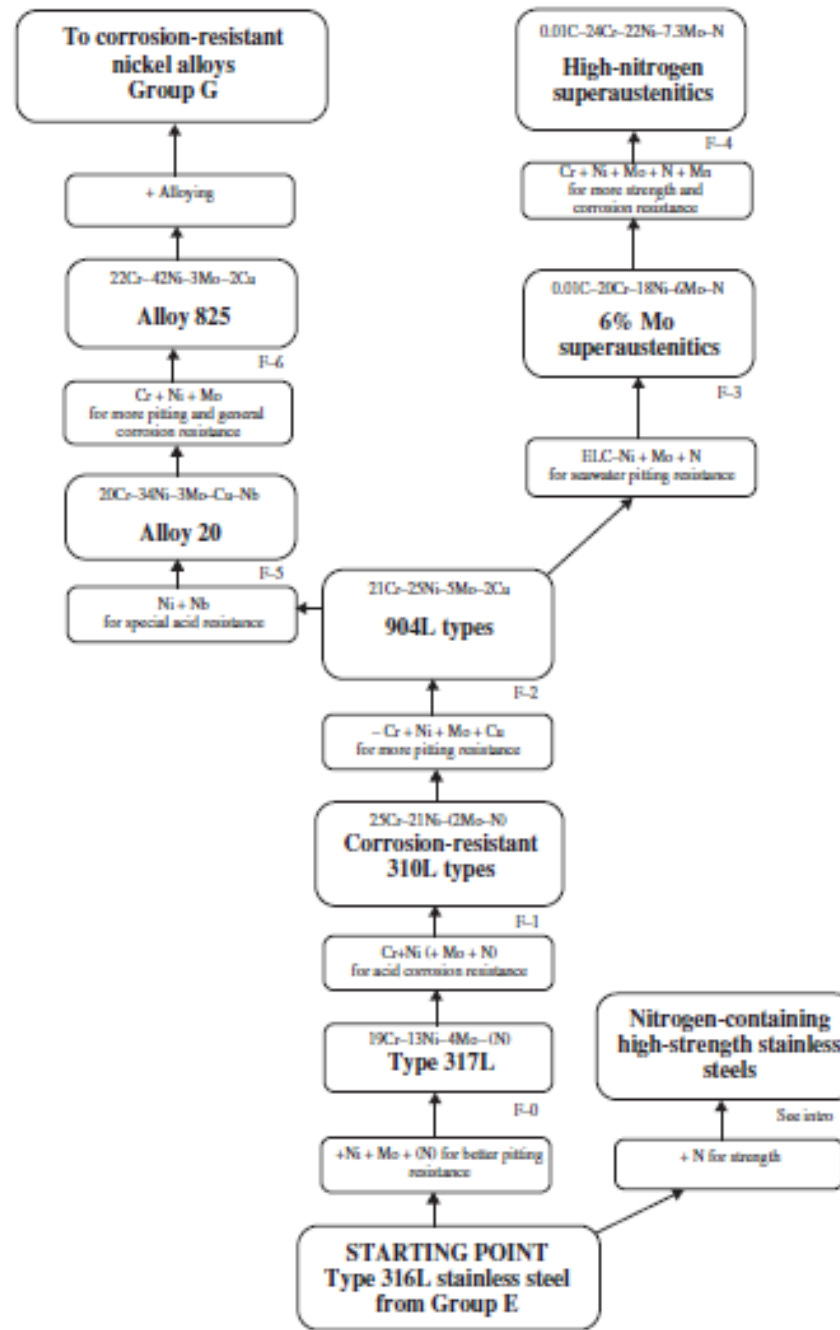 To corrosion-resistant
nickel alloys
Group G
+ Alloying
22Cr–42Ni–3Mo–2Cu
Alloy 825
F–6
Cr + Ni + Mo
for more pitting and general
corrosion resistance
20Cr–34Ni–3Mo–Cu–Nb
Alloy 20
F–5
Ni + Nb
for special acid resistance
0.01C–24Cr–22Ni–7.3Mo–N
High-nitrogen
superaustenitics
F–4
Cr + Ni + Mo + N + Mn
for more strength and
corrosion resistance
0.01C–20Cr–18Ni–6Mo–N
6% Mo
superaustenitics
F–3
ELC–Ni + Mo + N
for seawater pitting resistance
21Cr–25Ni–5Mo–2Cu
904L types
F–2
– Cr + Ni + Mo + Cu
for more pitting resistance
25Cr–21Ni–(2Mo–N)
Corrosion-resistant
310L types
F–1
Cr+Ni (+ Mo + N)
for acid corrosion resistance
19Cr–13Ni–4Mo–(N)
Type 317L
F–0
+Ni + Mo + (N) for better pitting
resistance
Nitrogen-containing
high-strength stainless
steels
See intro
+ N for strength
STARTING POINT
Type 316L stainless steel
from Group E